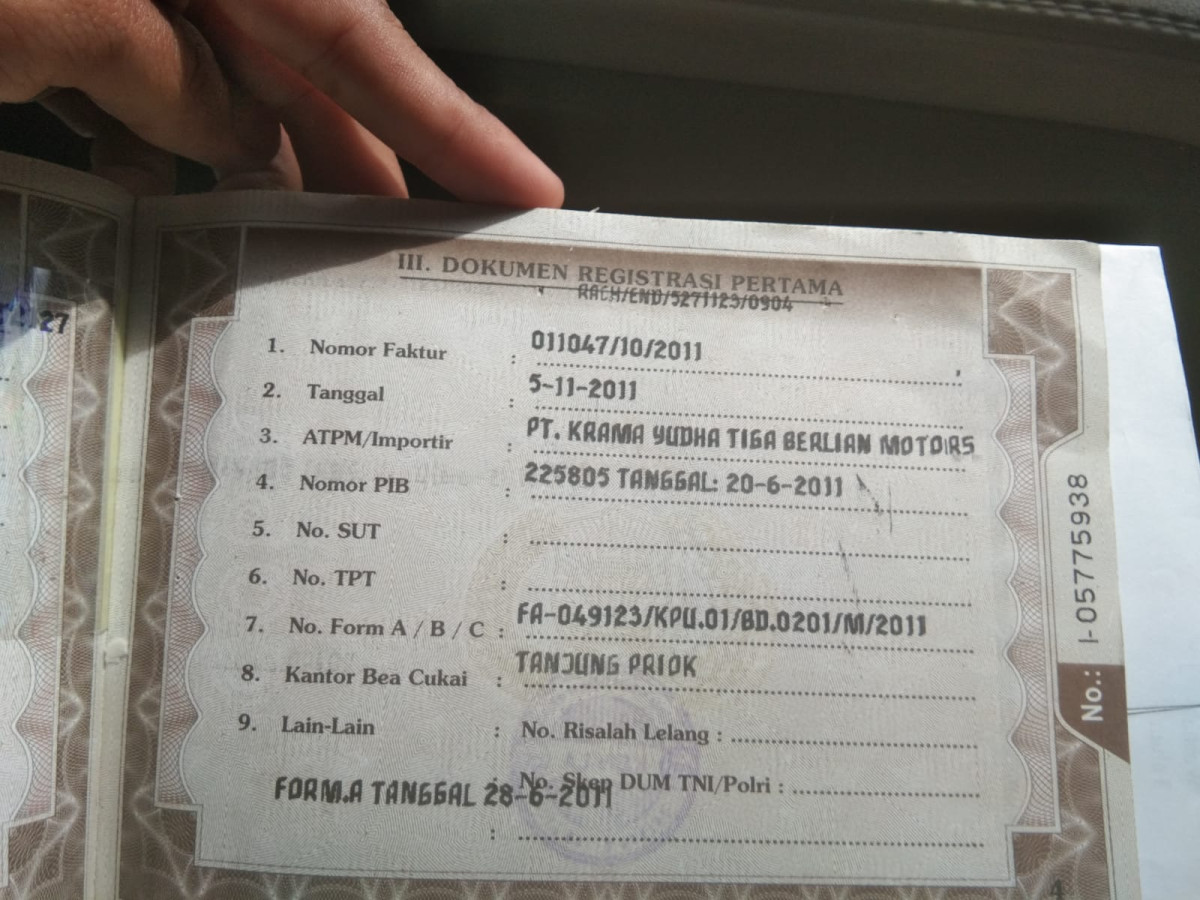 III. DOKUMEN REGISTRASI PERTAMA
RACH/END/5271123/0904
1. Nomor Faktur : 011047/10/2011
2. Tanggal : 5-11-2011
3. ATPM/Importir : PT. KRAMA YUDHA TIGA BERLIAN MOTORS
4. Nomor PIB : 225805 TANGGAL: 20-6-2011
5. No. SUT :
6. No. TPT :
7. No. Form A / B / C : FA-049123/KPU.01/BD.0201/M/2011
8. Kantor Bea Cukai : TANJUNG PRIOK
9. Lain-Lain : No. Risalah Lelang :
: No. Skep DUM TNI/Polri :
FORM.A TANGGAL 28-6-2011
:
No.: I-05775938
27
4